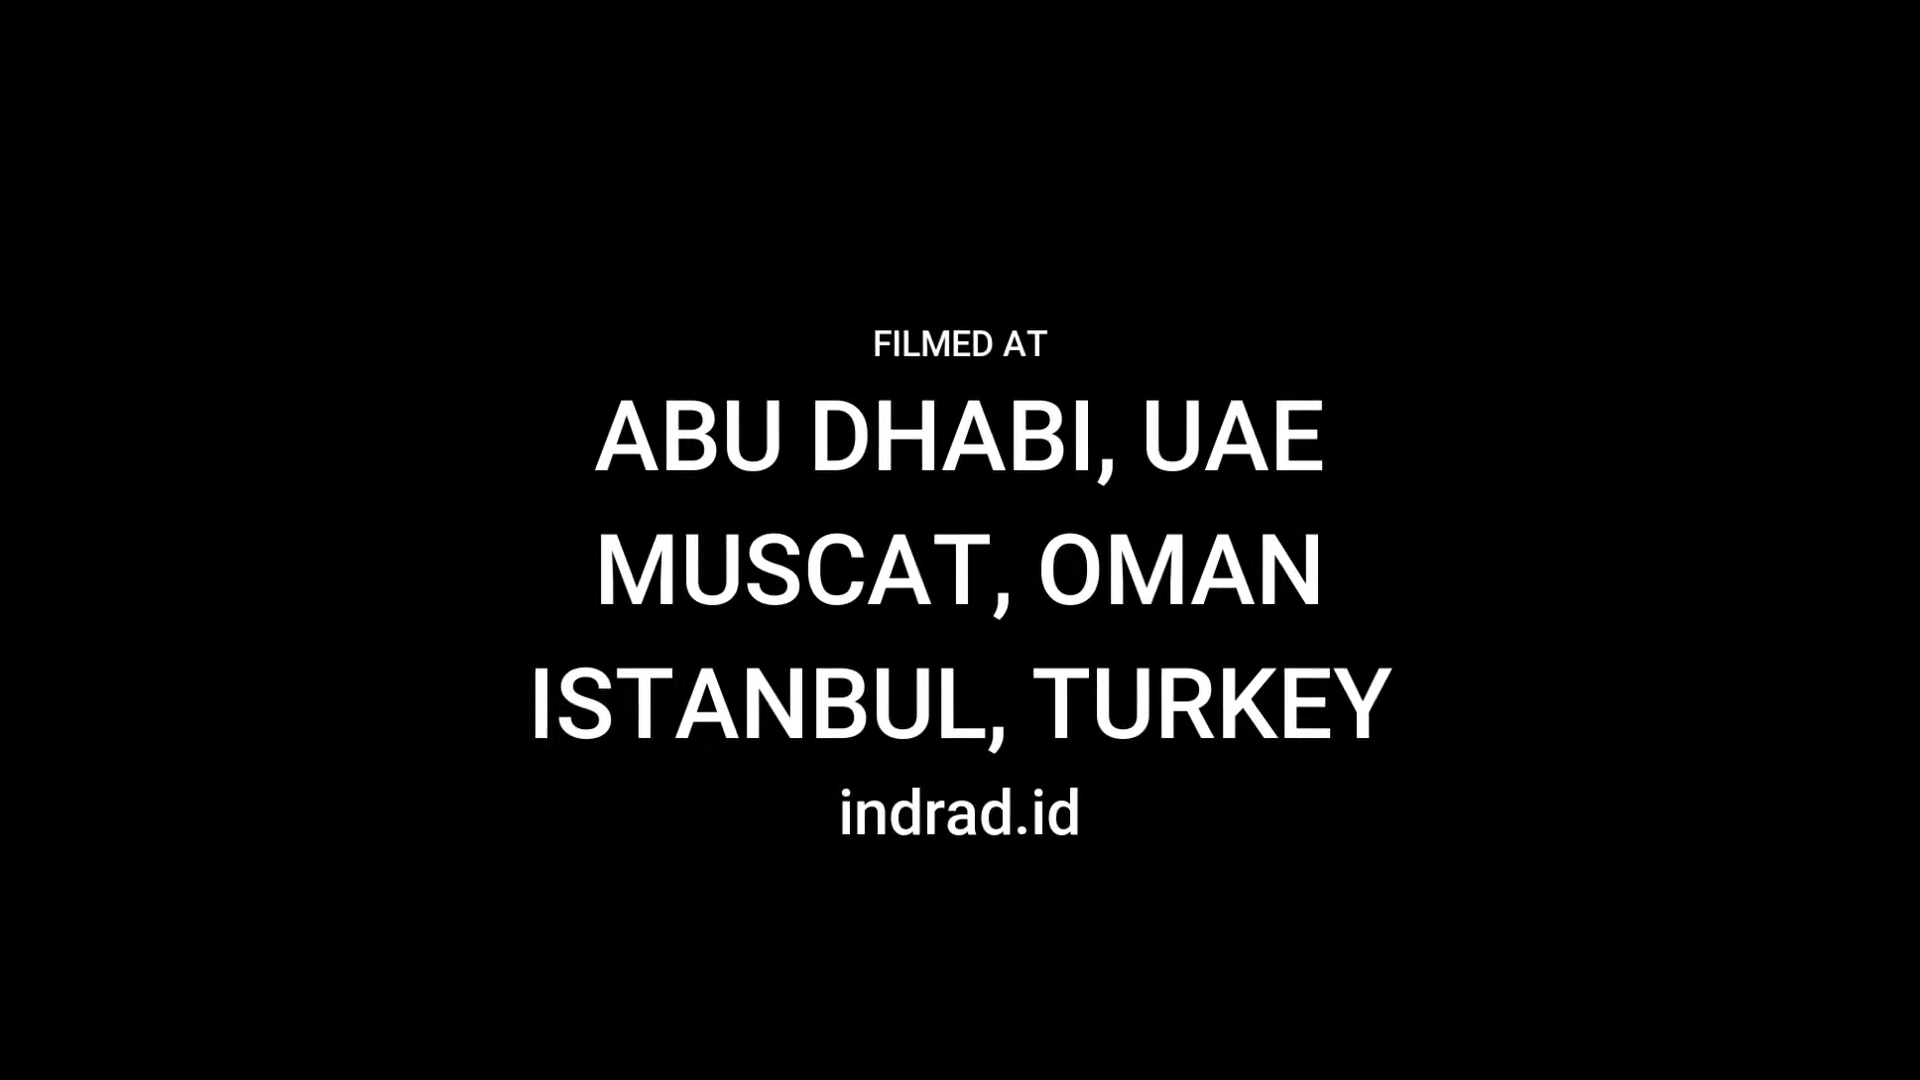 FILMED AT
ABU DHABI, UAE
MUSCAT, OMAN
ISTANBUL, TURKEY
indrad.id